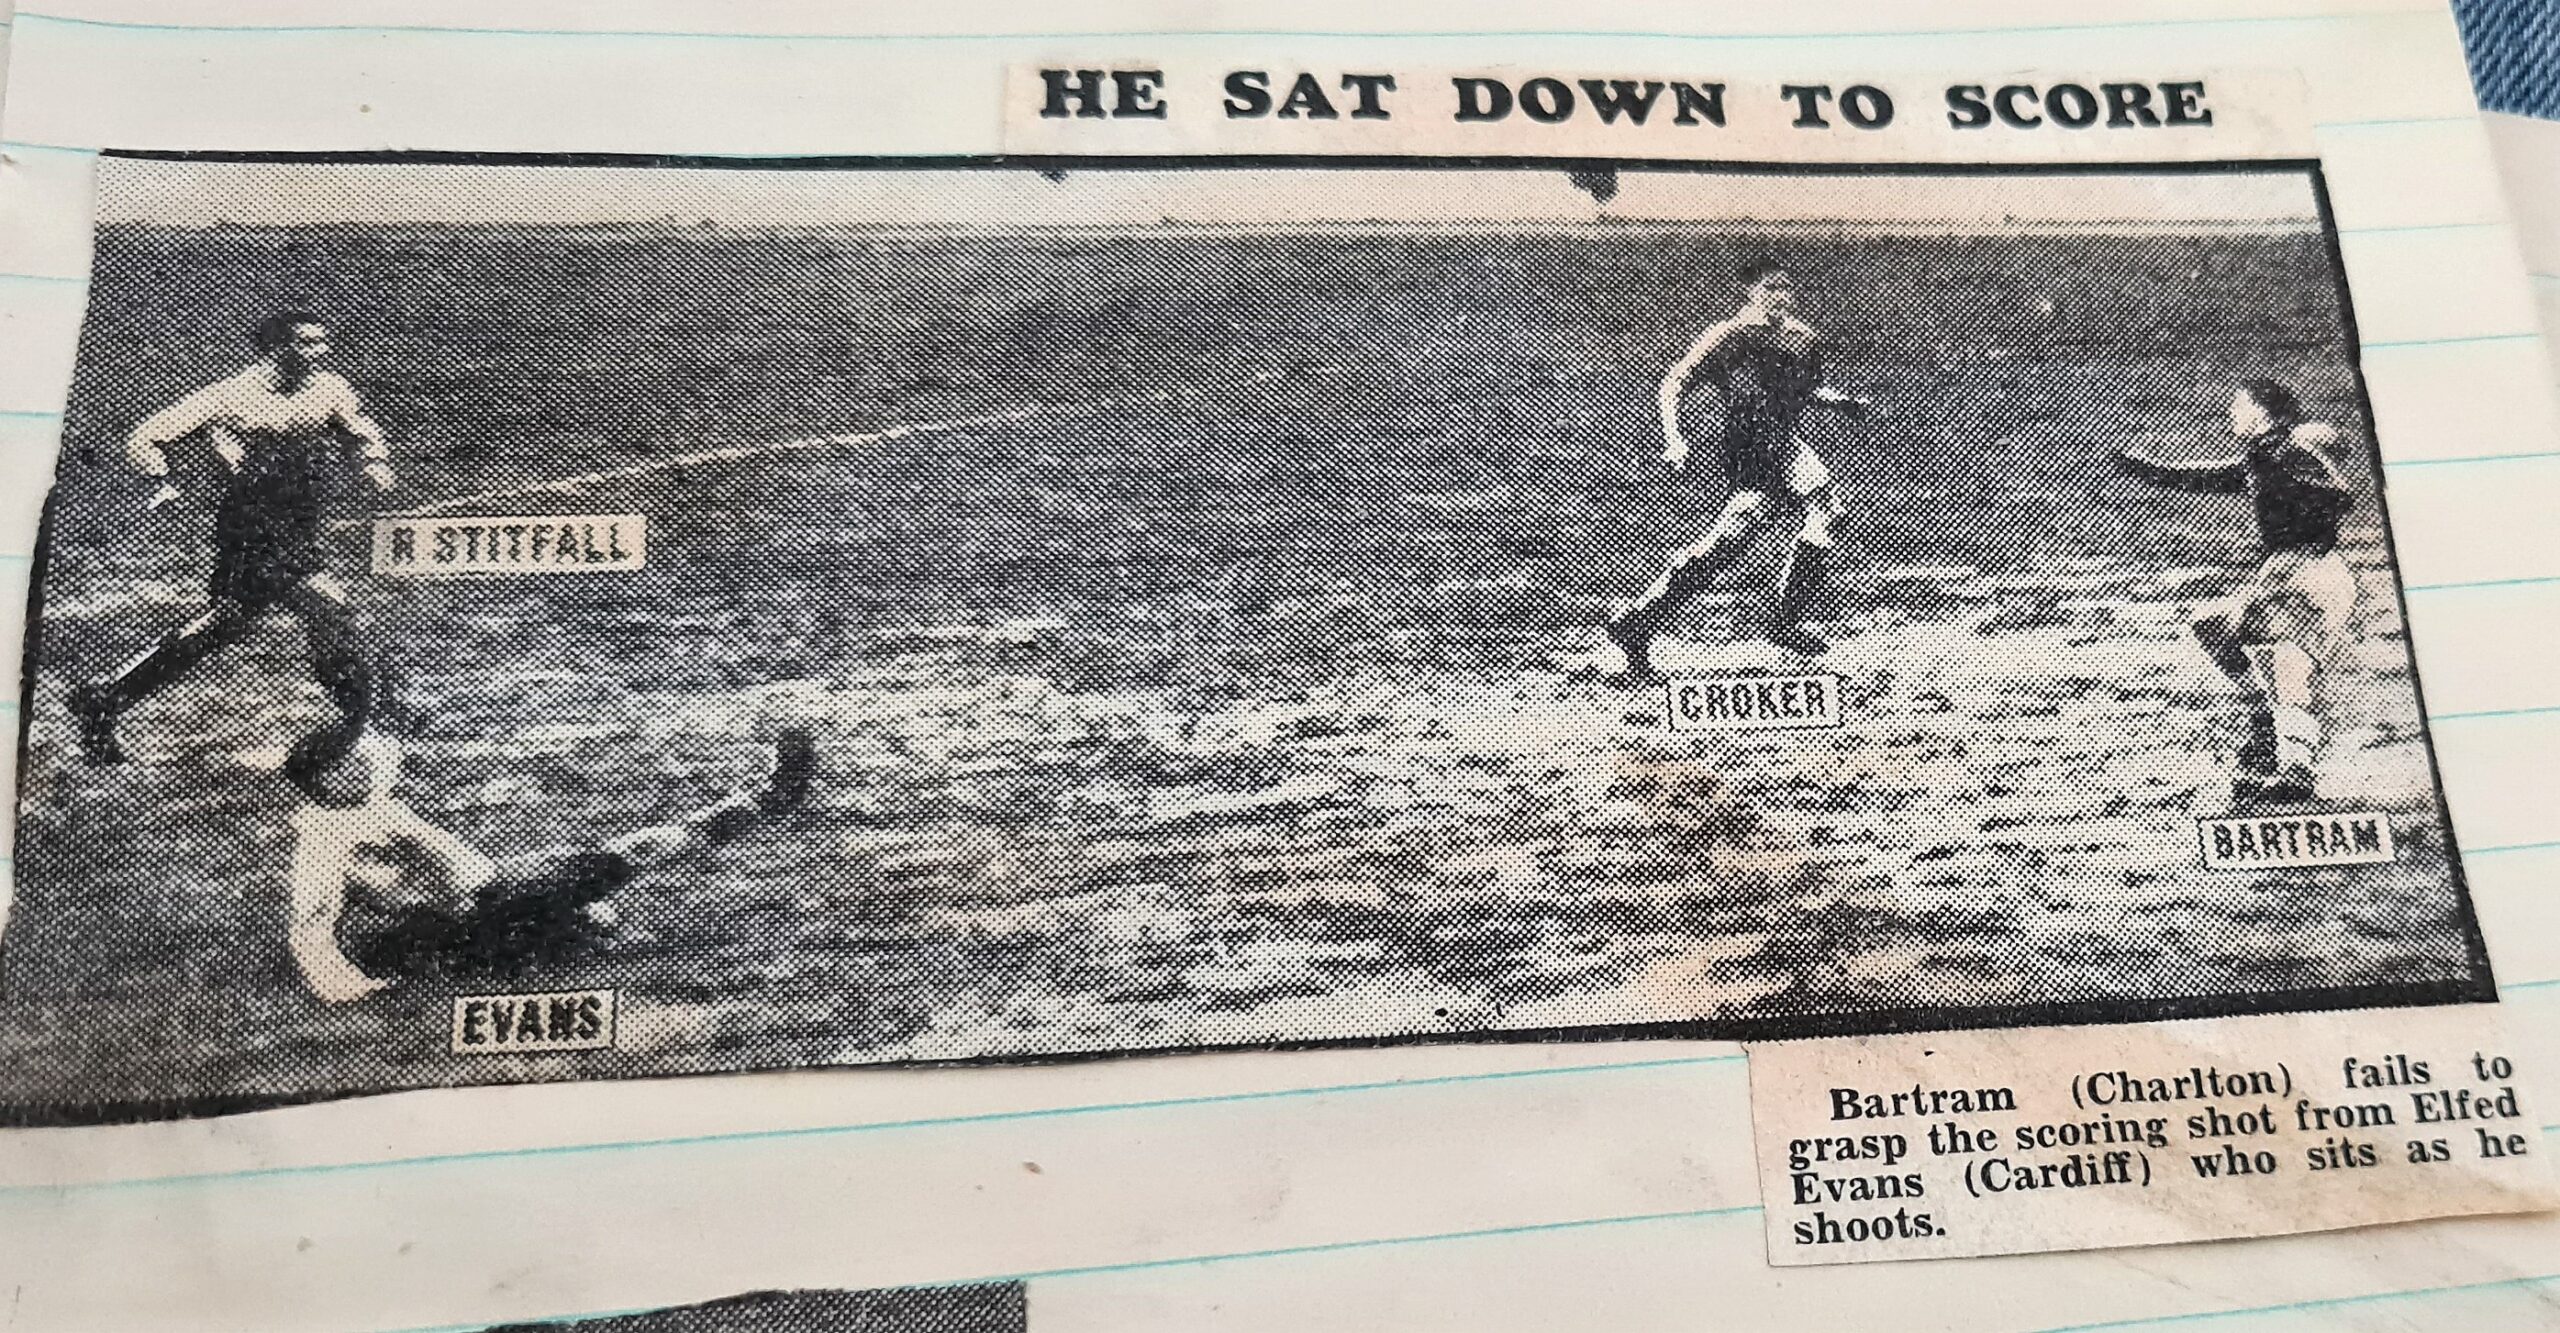 HE SAT DOWN TO SCORE
R STITFALL
CROKER
BARTRAM
EVANS
Bartram (Charlton) fails to
grasp the scoring shot from Elfed
Evans (Cardiff) who sits as he
shoots.